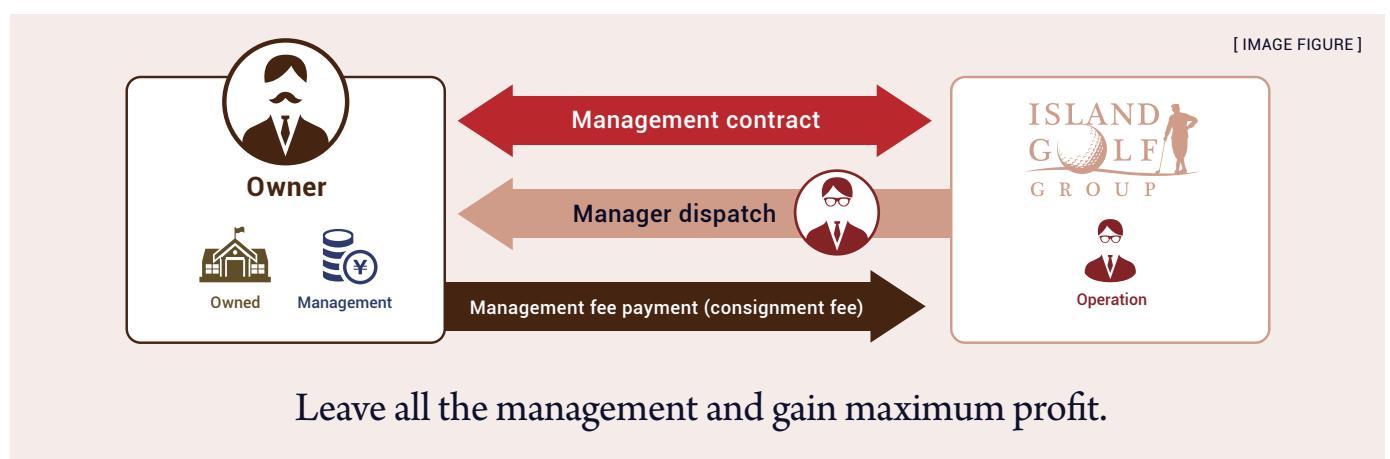 [ IMAGE FIGURE ]
Owner
Owned
Management
¥
Management contract
Manager dispatch
Management fee payment (consignment fee)
ISLAND
GOLF
GROUP
Operation
Leave all the management and gain maximum profit.